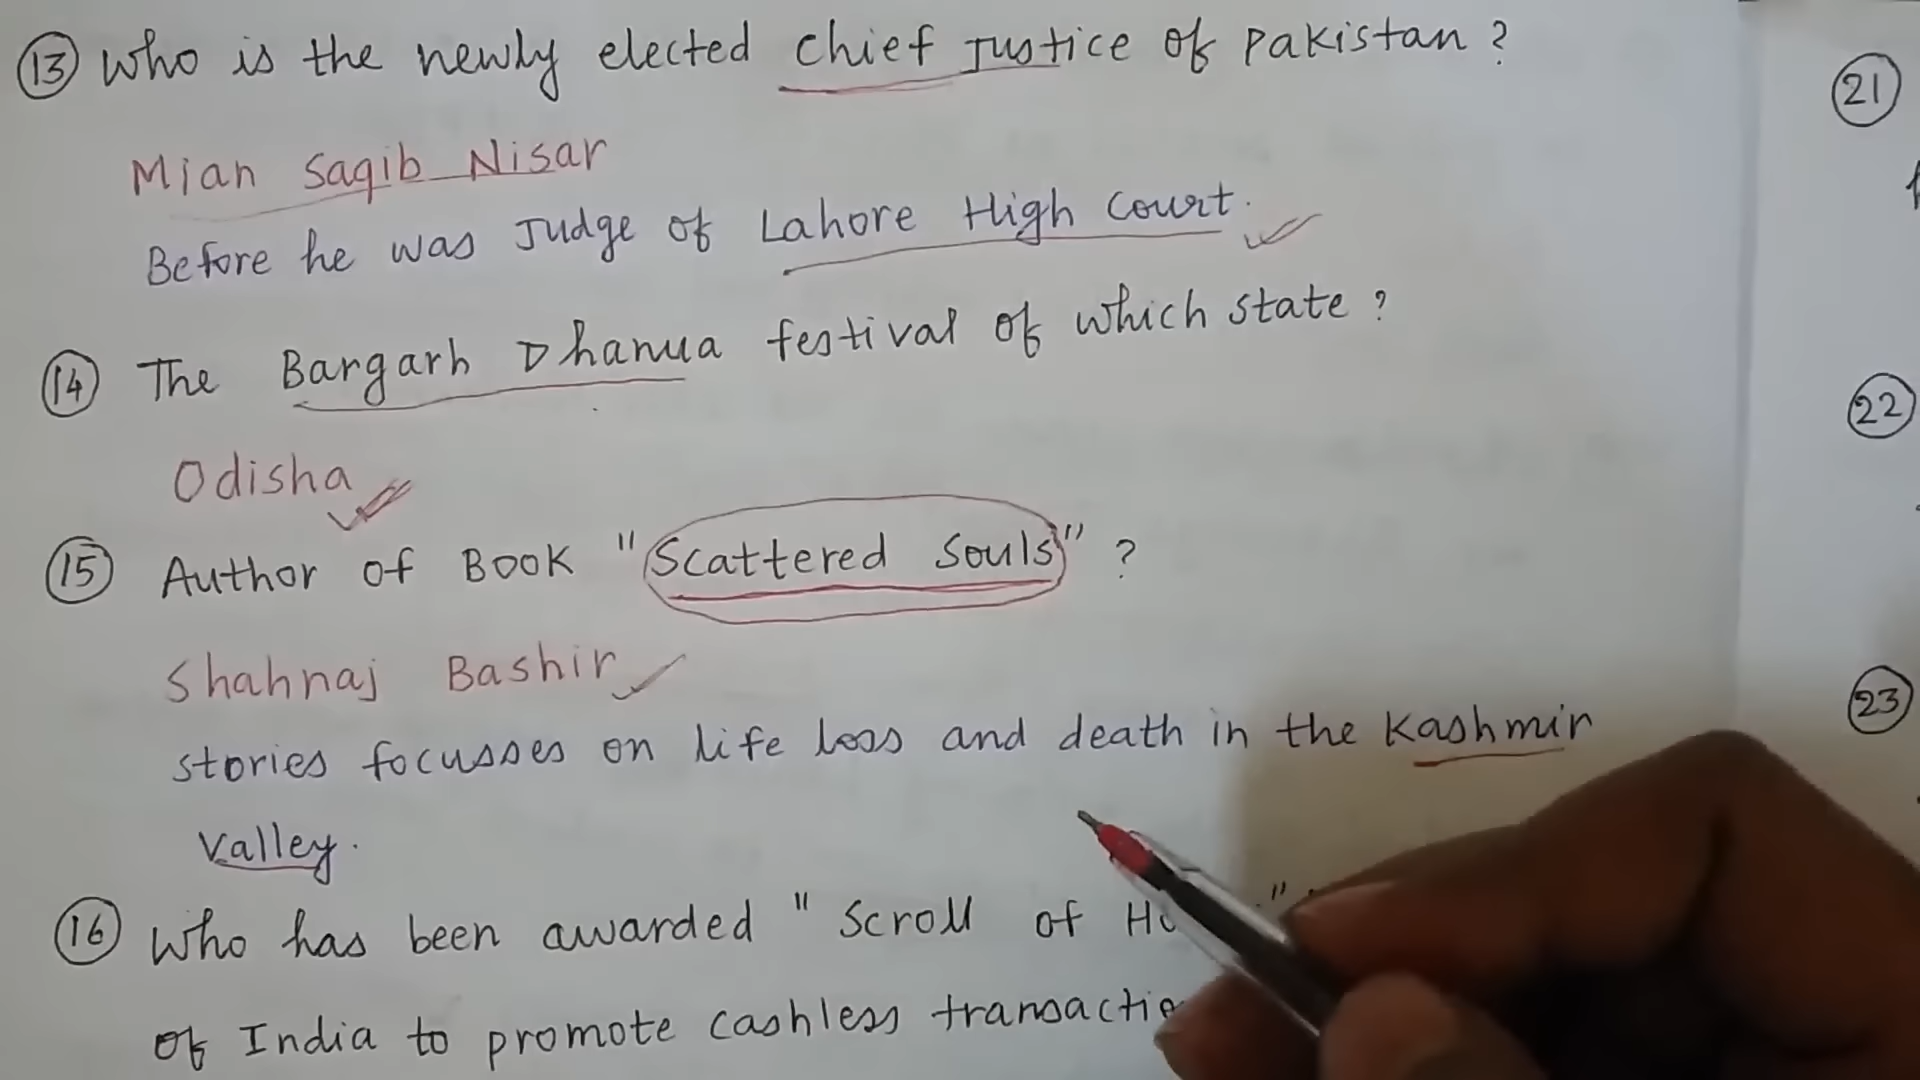 13 Who is the newly elected Chief Justice of Pakistan ?
Mian Saqib Nisar
Before he was Judge of Lahore High Court.
14 The Bargarh Dhanua festival of which state ?
Odisha
15 Author of Book "Scattered Souls" ?
Shahnaj Bashir
stories focusses on life loss and death in the Kashmir
Valley.
16 Who has been awarded "Scroll of "
of India to promote cashless
21
22
23